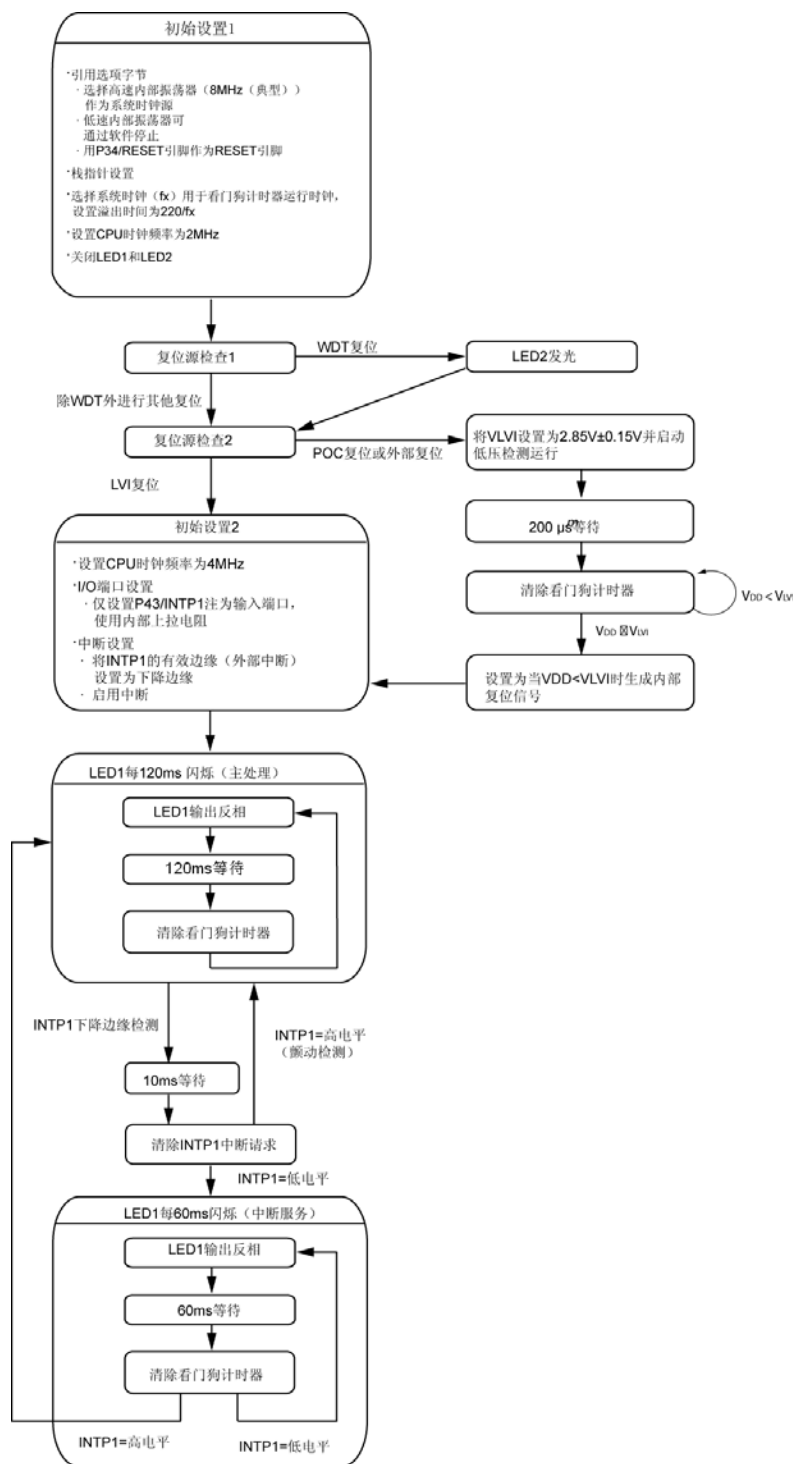 初始设置1
·引用选项字节
·选择高速内部振荡器（8MHz（典型））
作为系统时钟源
·低速内部振荡器可
通过软件停止
·用P34/RESET引脚作为RESET引脚
·栈指针设置
·选择系统时钟（fx）用于看门狗计时器运行时钟，
设置溢出时间为220/fx
·设置CPU时钟频率为2MHz
·关闭LED1和LED2
复位源检查1
WDT复位
LED2发光
除WDT外进行其他复位
复位源检查2
POC复位或外部复位
将VLVI设置为2.85V±0.15V并启动
低压检测运行
LVI复位
200 μs等待
初始设置2
·设置CPU时钟频率为4MHz
·I/O端口设置
·仅设置P43/INTP1注为输入端口，
使用内部上拉电阻
·中断设置
·将INTP1的有效边缘（外部中断）
设置为下降边缘
·启用中断
清除看门狗计时器
VDD < VLVI
VDD VLVI
设置为当VDD<VLVI时生成内部
复位信号
LED1每120ms 闪烁（主处理）
LED1输出反相
120ms等待
清除看门狗计时器
INTP1下降边缘检测
INTP1=高电平
（颤动检测）
10ms等待
清除INTP1中断请求
INTP1=低电平
LED1每60ms闪烁（中断服务）
LED1输出反相
60ms等待
清除看门狗计时器
INTP1=高电平
INTP1=低电平